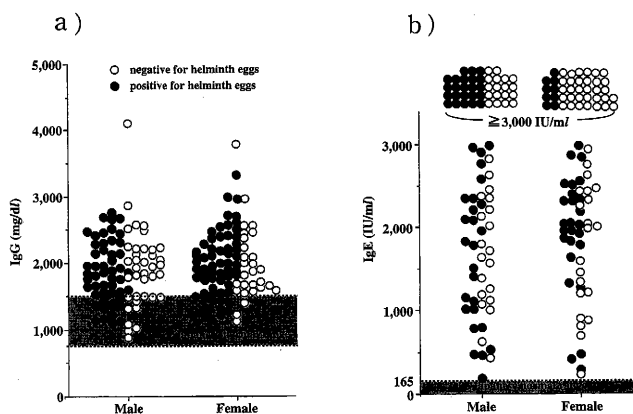 a)
b)
5,000
4,000
3,000
2,000
1,000
0
IgG (mg/dl)
○ negative for helminth eggs
● positive for helminth eggs
Male
Female
≧3,000 IU/ml
3,000
2,000
1,000
165
0
IgE (IU/ml)
Male
Female